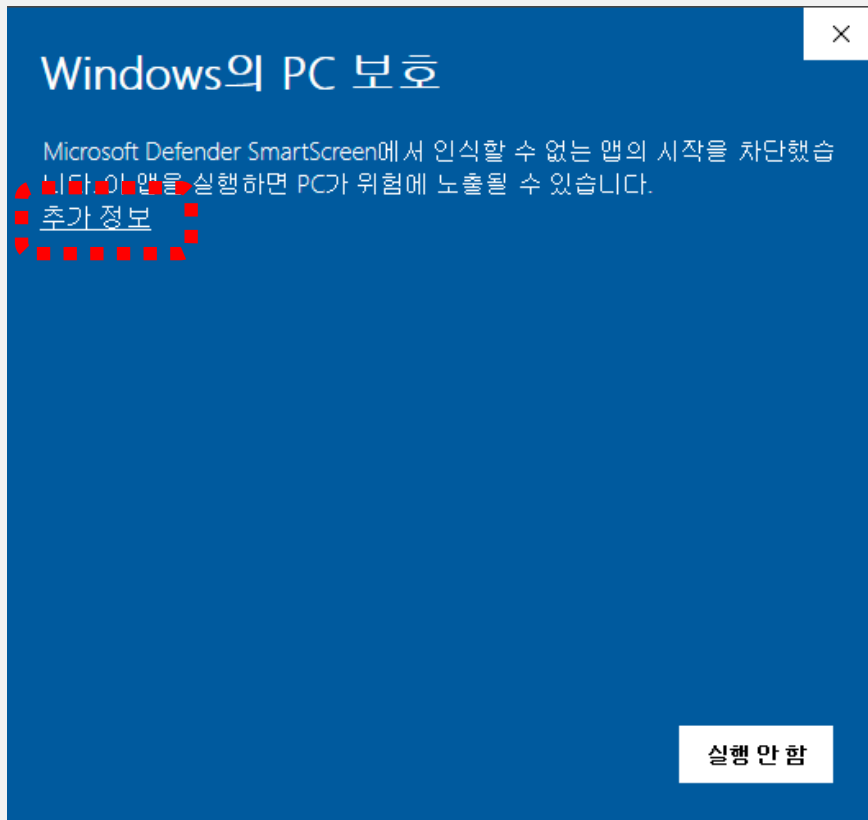 Windows의 PC 보호
Microsoft Defender SmartScreen에서 인식할 수 없는 앱의 시작을 차단했습
니다. 이 앱을 실행하면 PC가 위험에 노출될 수 있습니다.
추가 정보
실행 안 함